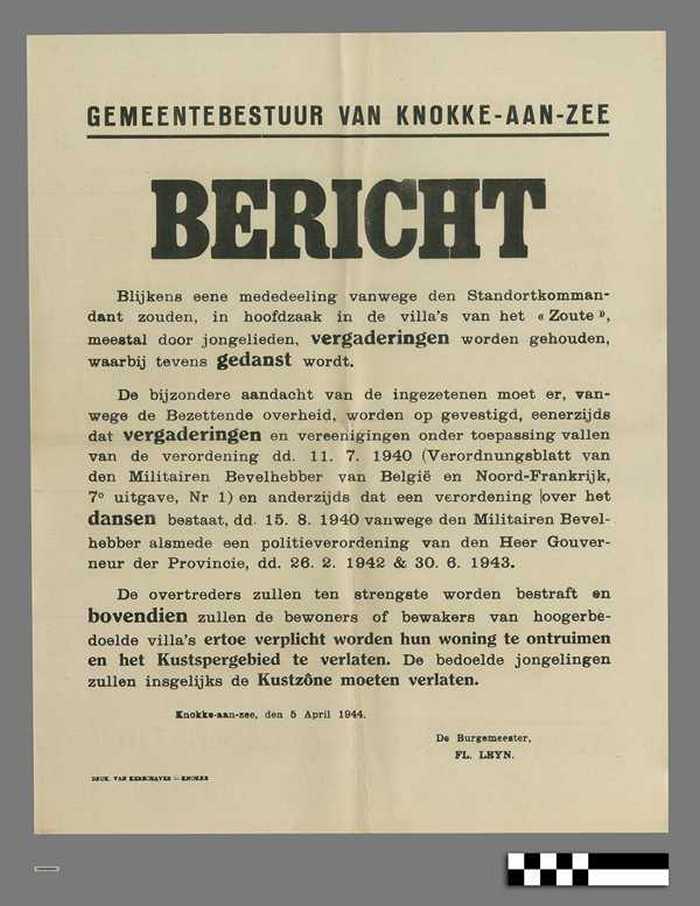 GEMEENTEBESTUUR VAN KNOKKE-AAN-ZEE
BERICHT
Blijkens eene mededeeling vanwege den Standortkomman-
dant zouden, in hoofdzaak in de villa's van het « Zoute »,
meestal door jongelieden, vergaderingen worden gehouden,
waarbij tevens gedanst wordt.
De bijzondere aandacht van de ingezetenen moet er, van-
wege de Bezettende overheid, worden op gevestigd, eenerzijds
dat vergaderingen en vereenigingen onder toepassing vallen
van de verordening dd. 11. 7. 1940 (Verordnungsblatt van
den Militairen Bevelhebber van België en Noord-Frankrijk,
7° uitgave, Nr 1) en anderzijds dat een verordening over het
dansen bestaat, dd. 15. 8. 1940 vanwege den Militairen Bevel-
hebber alsmede een politieverordening van den Heer Gouver-
neur der Provincie, dd. 26. 2. 1942 & 30. 6. 1943.
De overtreders zullen ten strengste worden bestraft en
bovendien zullen de bewoners of bewakers van hoogerbe-
doelde villa's ertoe verplicht worden hun woning te ontruimen
en het Kustspergebied te verlaten. De bedoelde jongelingen
zullen insgelijks de Kustzône moeten verlaten.
Knokke-aan-zee, den 5 April 1944.
De Burgemeester,
FL. LEYN.
DRUK. VAN KERSCHAVER — KNOKKE